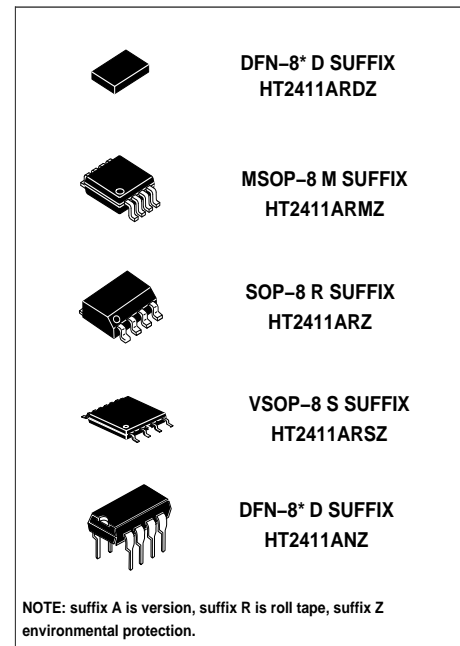 DFN–8* D SUFFIX
HT2411ARDZ
MSOP–8 M SUFFIX
HT2411ARMZ
SOP–8 R SUFFIX
HT2411ARZ
VSOP–8 S SUFFIX
HT2411ARSZ
DFN–8* D SUFFIX
HT2411ANZ
NOTE: suffix A is version, suffix R is roll tape, suffix Z
environmental protection.